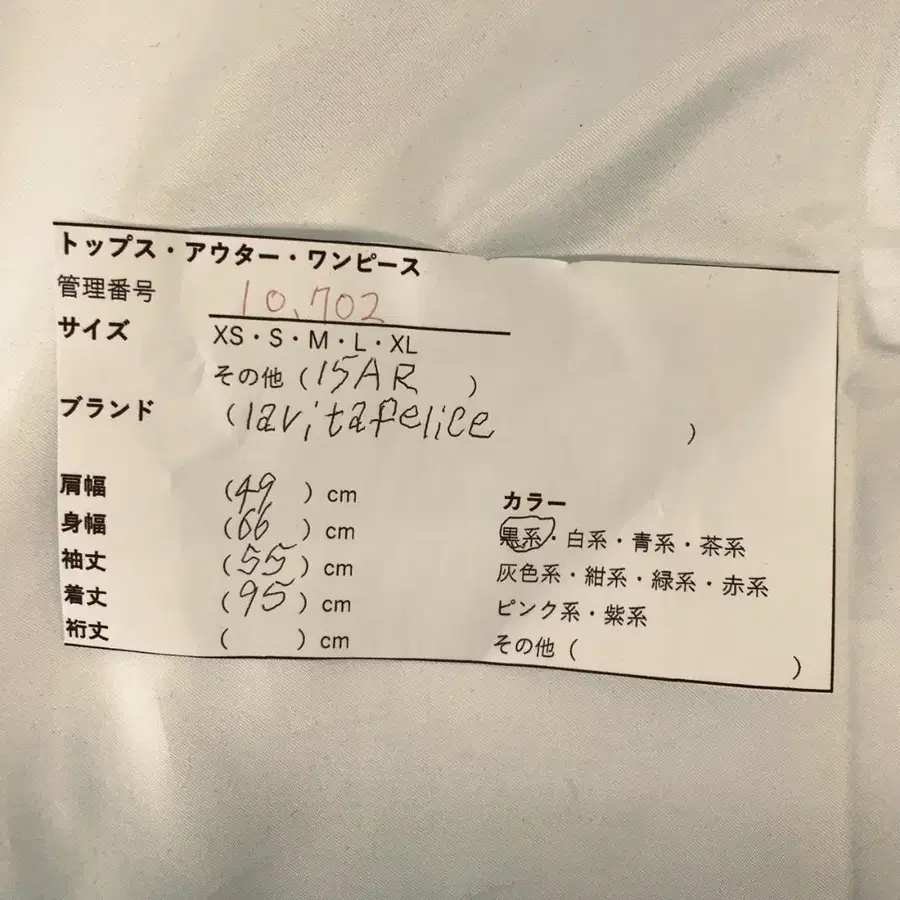 トップス・アウター・ワンピース
管理番号 10,702
サイズ XS・S・M・L・XL
その他 (15AR)
ブランド (lavitafelice)
肩幅 (49) cm
身幅 (66) cm
袖丈 (55) cm
着丈 (95) cm
裄丈 ( ) cm
カラー
黒系・白系・青系・茶系
灰色系・紺系・緑系・赤系
ピンク系・紫系
その他 ( )